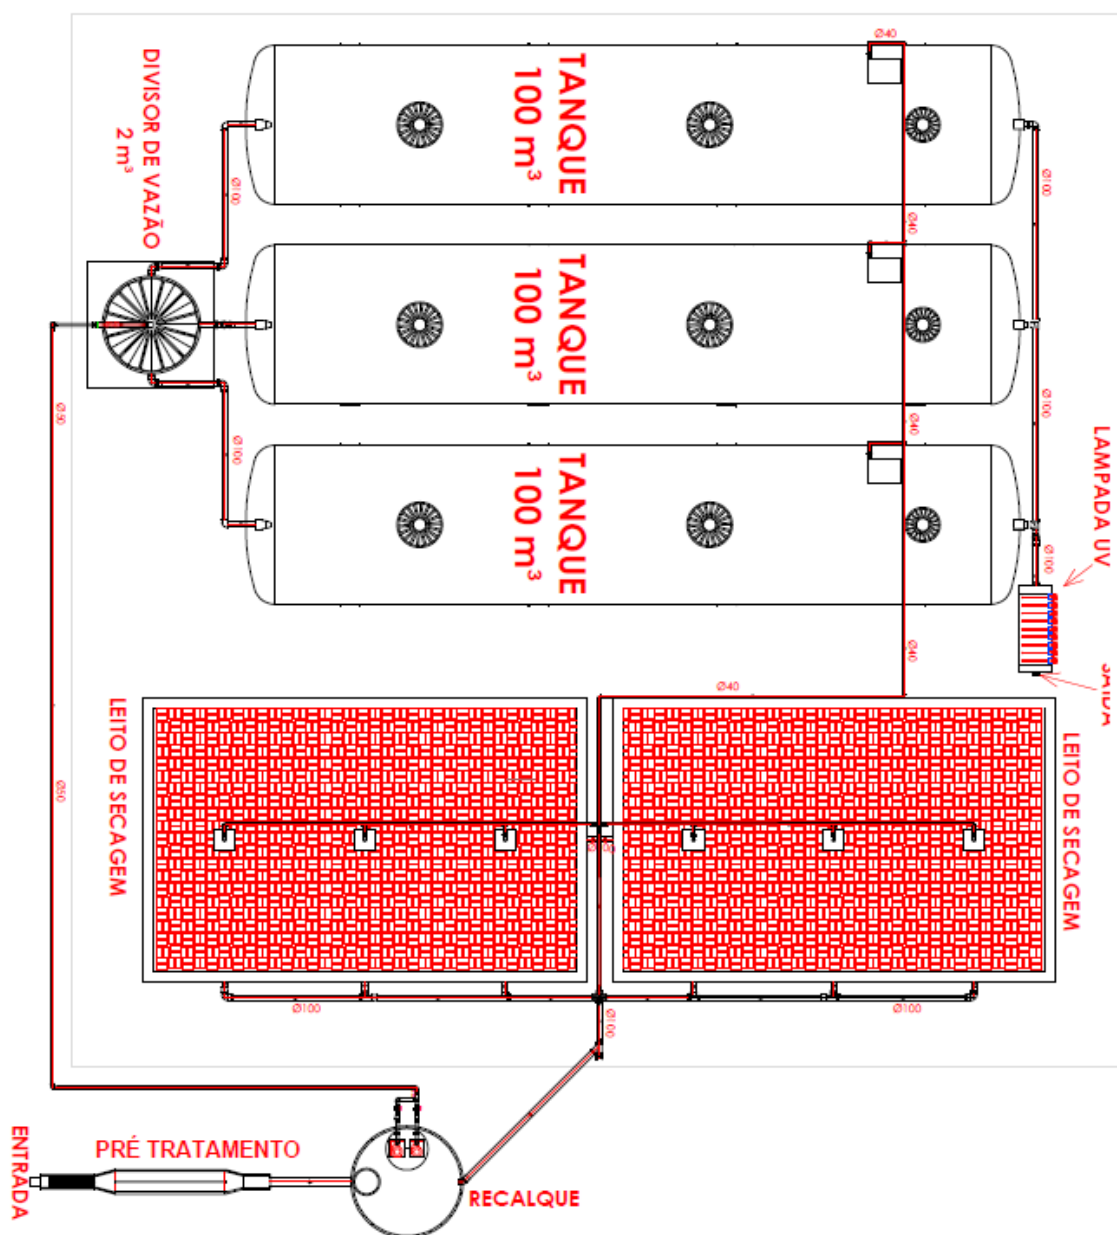 Ø40
TANQUE
100 m³
DIVISOR DE VAZÃO
2 m³
Ø100
Ø100
Ø40
TANQUE
100 m³
Ø100
Ø40
LAMPADA UV
Ø100
TANQUE
100 m³
Ø100
Ø40
SAÍDA
Ø40
LEITO DE SECAGEM
LEITO DE SECAGEM
Ø50
Ø100
Ø100
Ø100
ENTRADA
PRÉ TRATAMENTO
RECALQUE